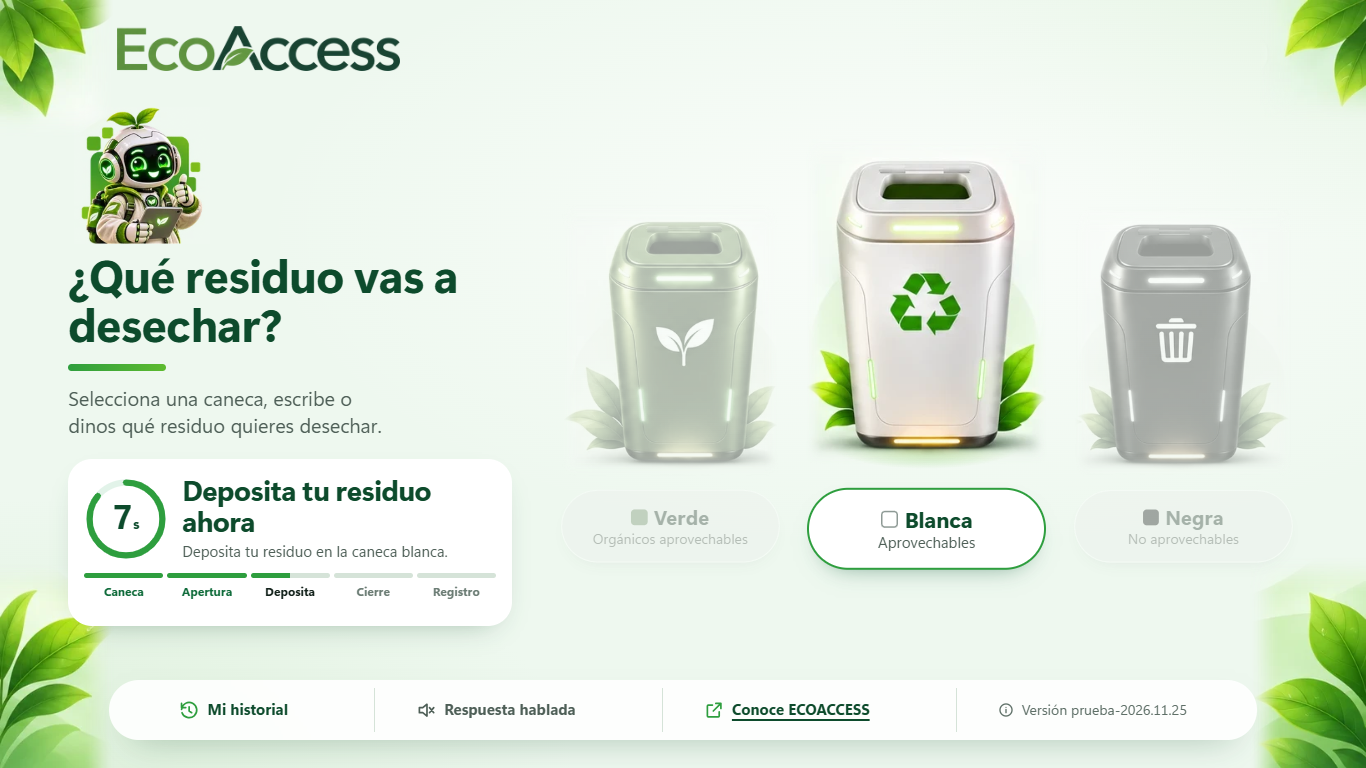 EcoAccess
¿Qué residuo vas a
desechar?
Selecciona una caneca, escribe o
dinos qué residuo quieres desechar.
7 s
Deposita tu residuo
ahora
Deposita tu residuo en la caneca blanca.
Caneca Apertura Deposita Cierre Registro
Verde
Orgánicos aprovechables
Blanca
Aprovechables
Negra
No aprovechables
Mi historial
Respuesta hablada
Conoce ECOACCESS
Versión prueba-2026.11.25